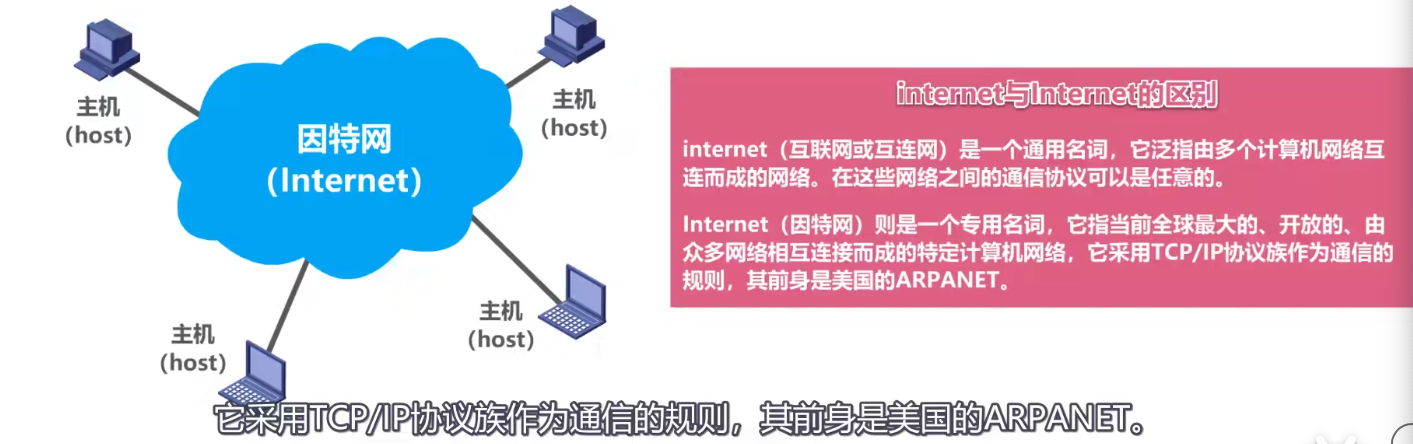 主机
(host)
主机
(host)
因特网
(Internet)
主机
(host)
主机
(host)
internet与Internet的区别
internet（互联网或互连网）是一个通用名词，它泛指由多个计算机网络互
连而成的网络。在这些网络之间的通信协议可以是任意的。
Internet（因特网）则是一个专用名词，它指当前全球最大的、开放的、由
众多网络相互连接而成的特定计算机网络，它采用TCP/IP协议族作为通信的
规则，其前身是美国的ARPANET。
它采用TCP/IP协议族作为通信的规则，其前身是美国的ARPANET。